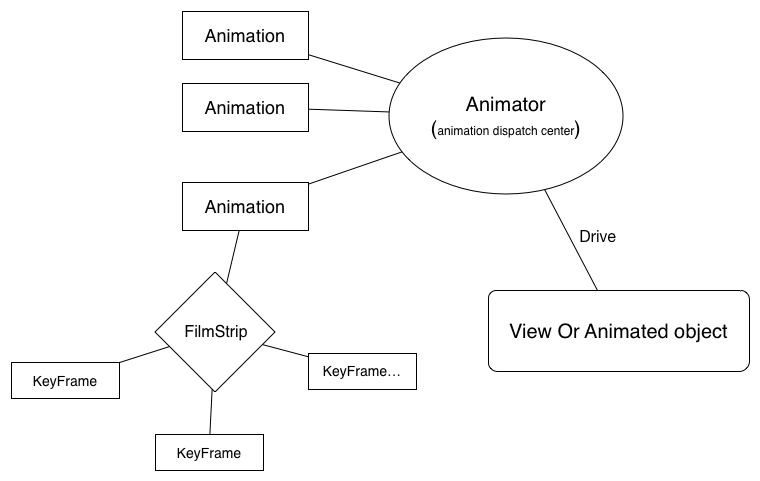 Animation
Animation
Animator
(animation dispatch center)
Animation
Drive
FilmStrip
View Or Animated object
KeyFrame
KeyFrame...
KeyFrame